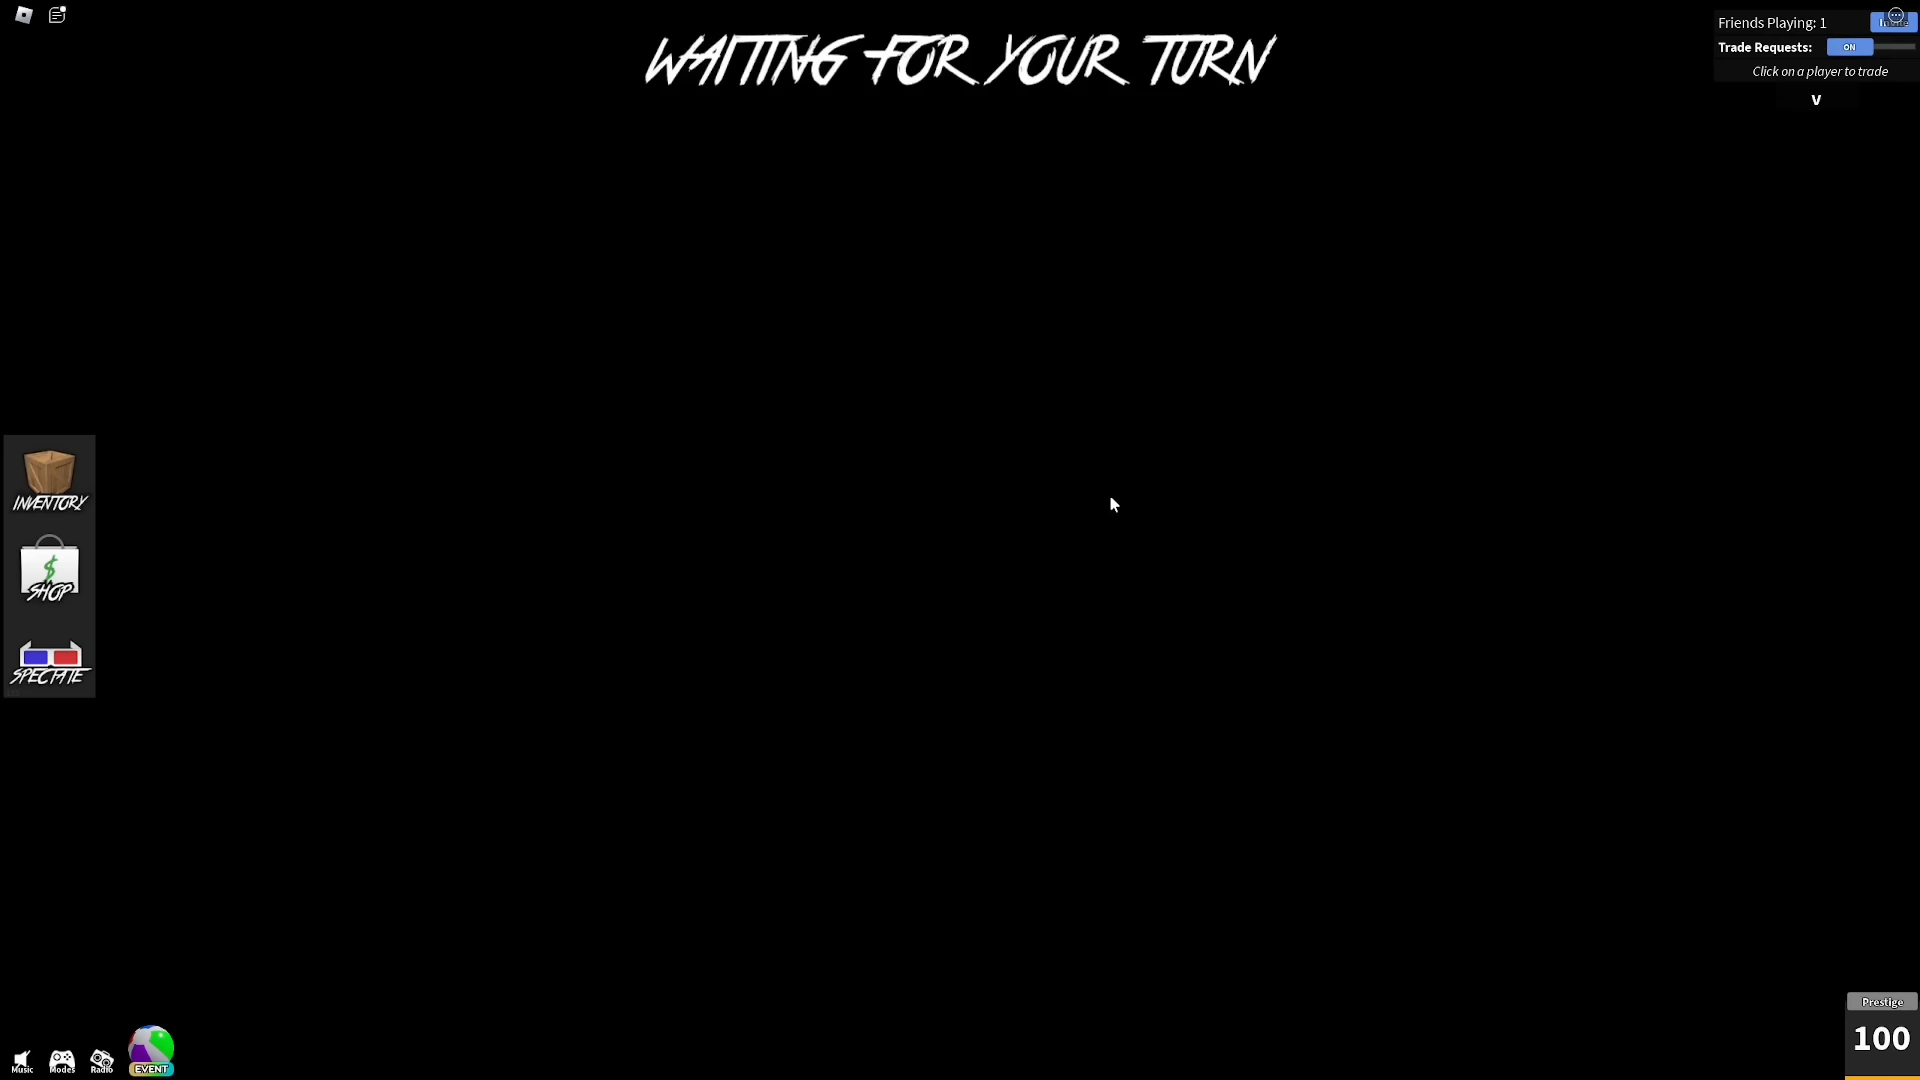 WAITING FOR YOUR TURN
Friends Playing: 1
Trade Requests:
ON
Click on a player to trade
v
INVENTORY
$
SHOP
SPECTATE
Music
Modes
Radio
EVENT
Prestige
100